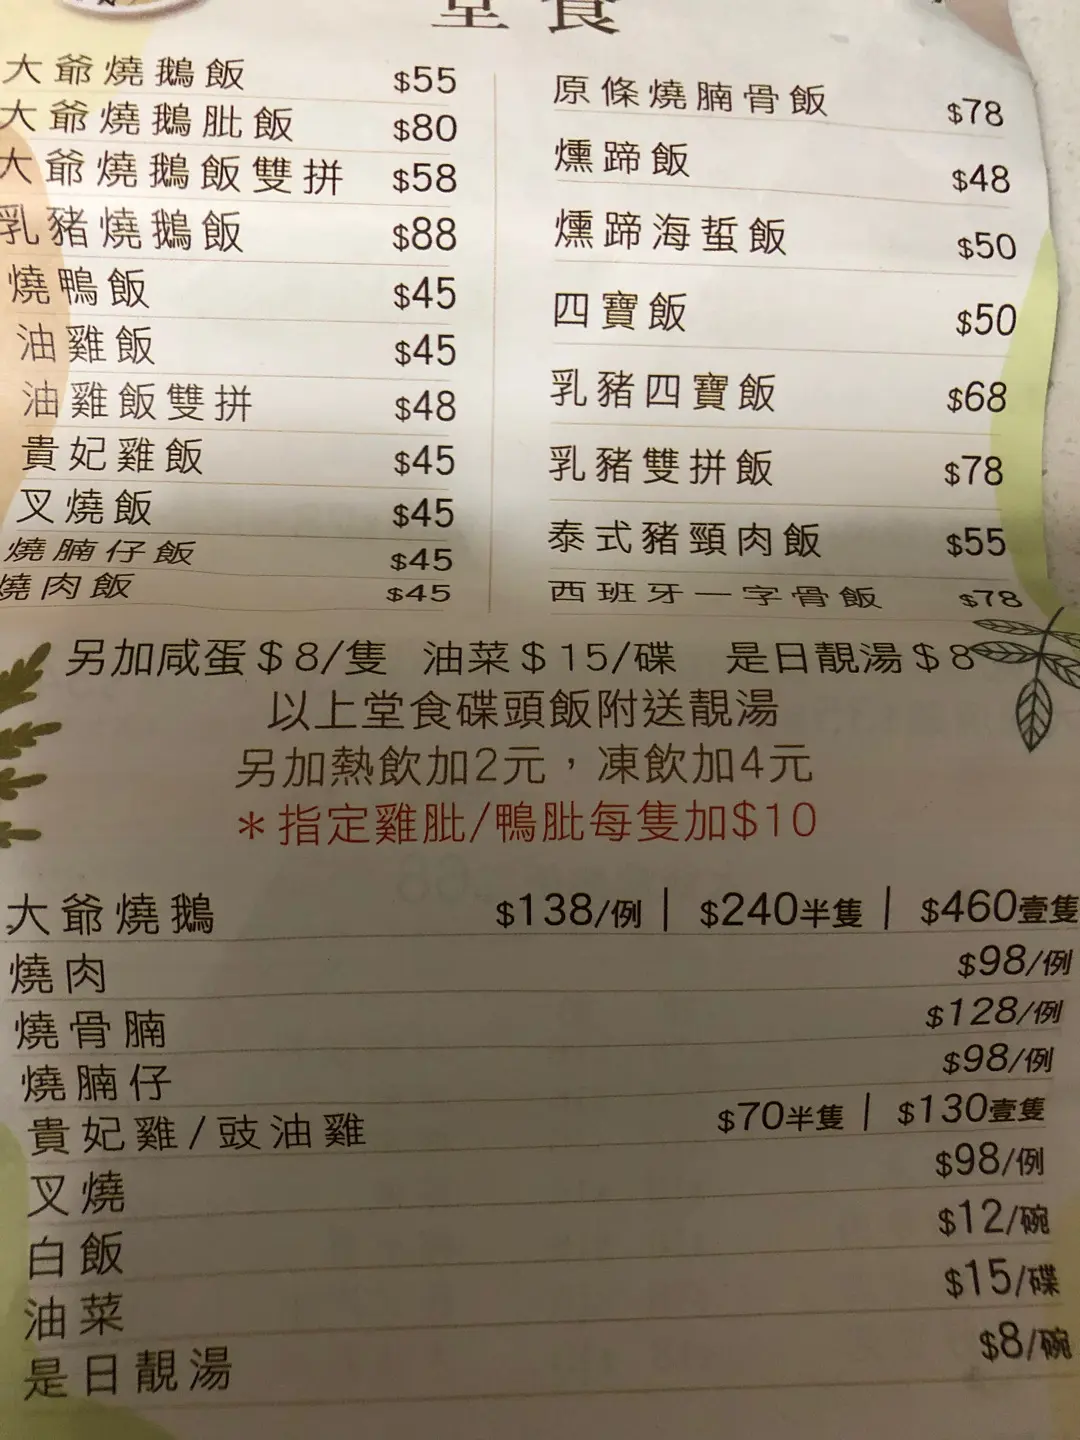 堂食
大爺燒鵝飯 $55
大爺燒鵝髀飯 $80
大爺燒鵝飯雙拼 $58
乳豬燒鵝飯 $88
燒鴨飯 $45
油雞飯 $45
油雞飯雙拼 $48
貴妃雞飯 $45
叉燒飯 $45
燒腩仔飯 $45
燒肉飯 $45
原條燒腩骨飯 $78
燻蹄飯 $48
燻蹄海蜇飯 $50
四寶飯 $50
乳豬四寶飯 $68
乳豬雙拼飯 $78
泰式豬頸肉飯 $55
西班牙一字骨飯 $78
另加咸蛋$8/隻 油菜$15/碟 是日靚湯$8
以上堂食碟頭飯附送靚湯
另加熱飲加2元，凍飲加4元
*指定雞肶/鴨肶每隻加$10
大爺燒鵝 $138/例 | $240半隻 | $460壹隻
燒肉 $98/例
燒骨腩 $128/例
燒腩仔 $98/例
貴妃雞/豉油雞 $70半隻 | $130壹隻
叉燒 $98/例
白飯 $12/碗
油菜 $15/碟
是日靚湯 $8/碗